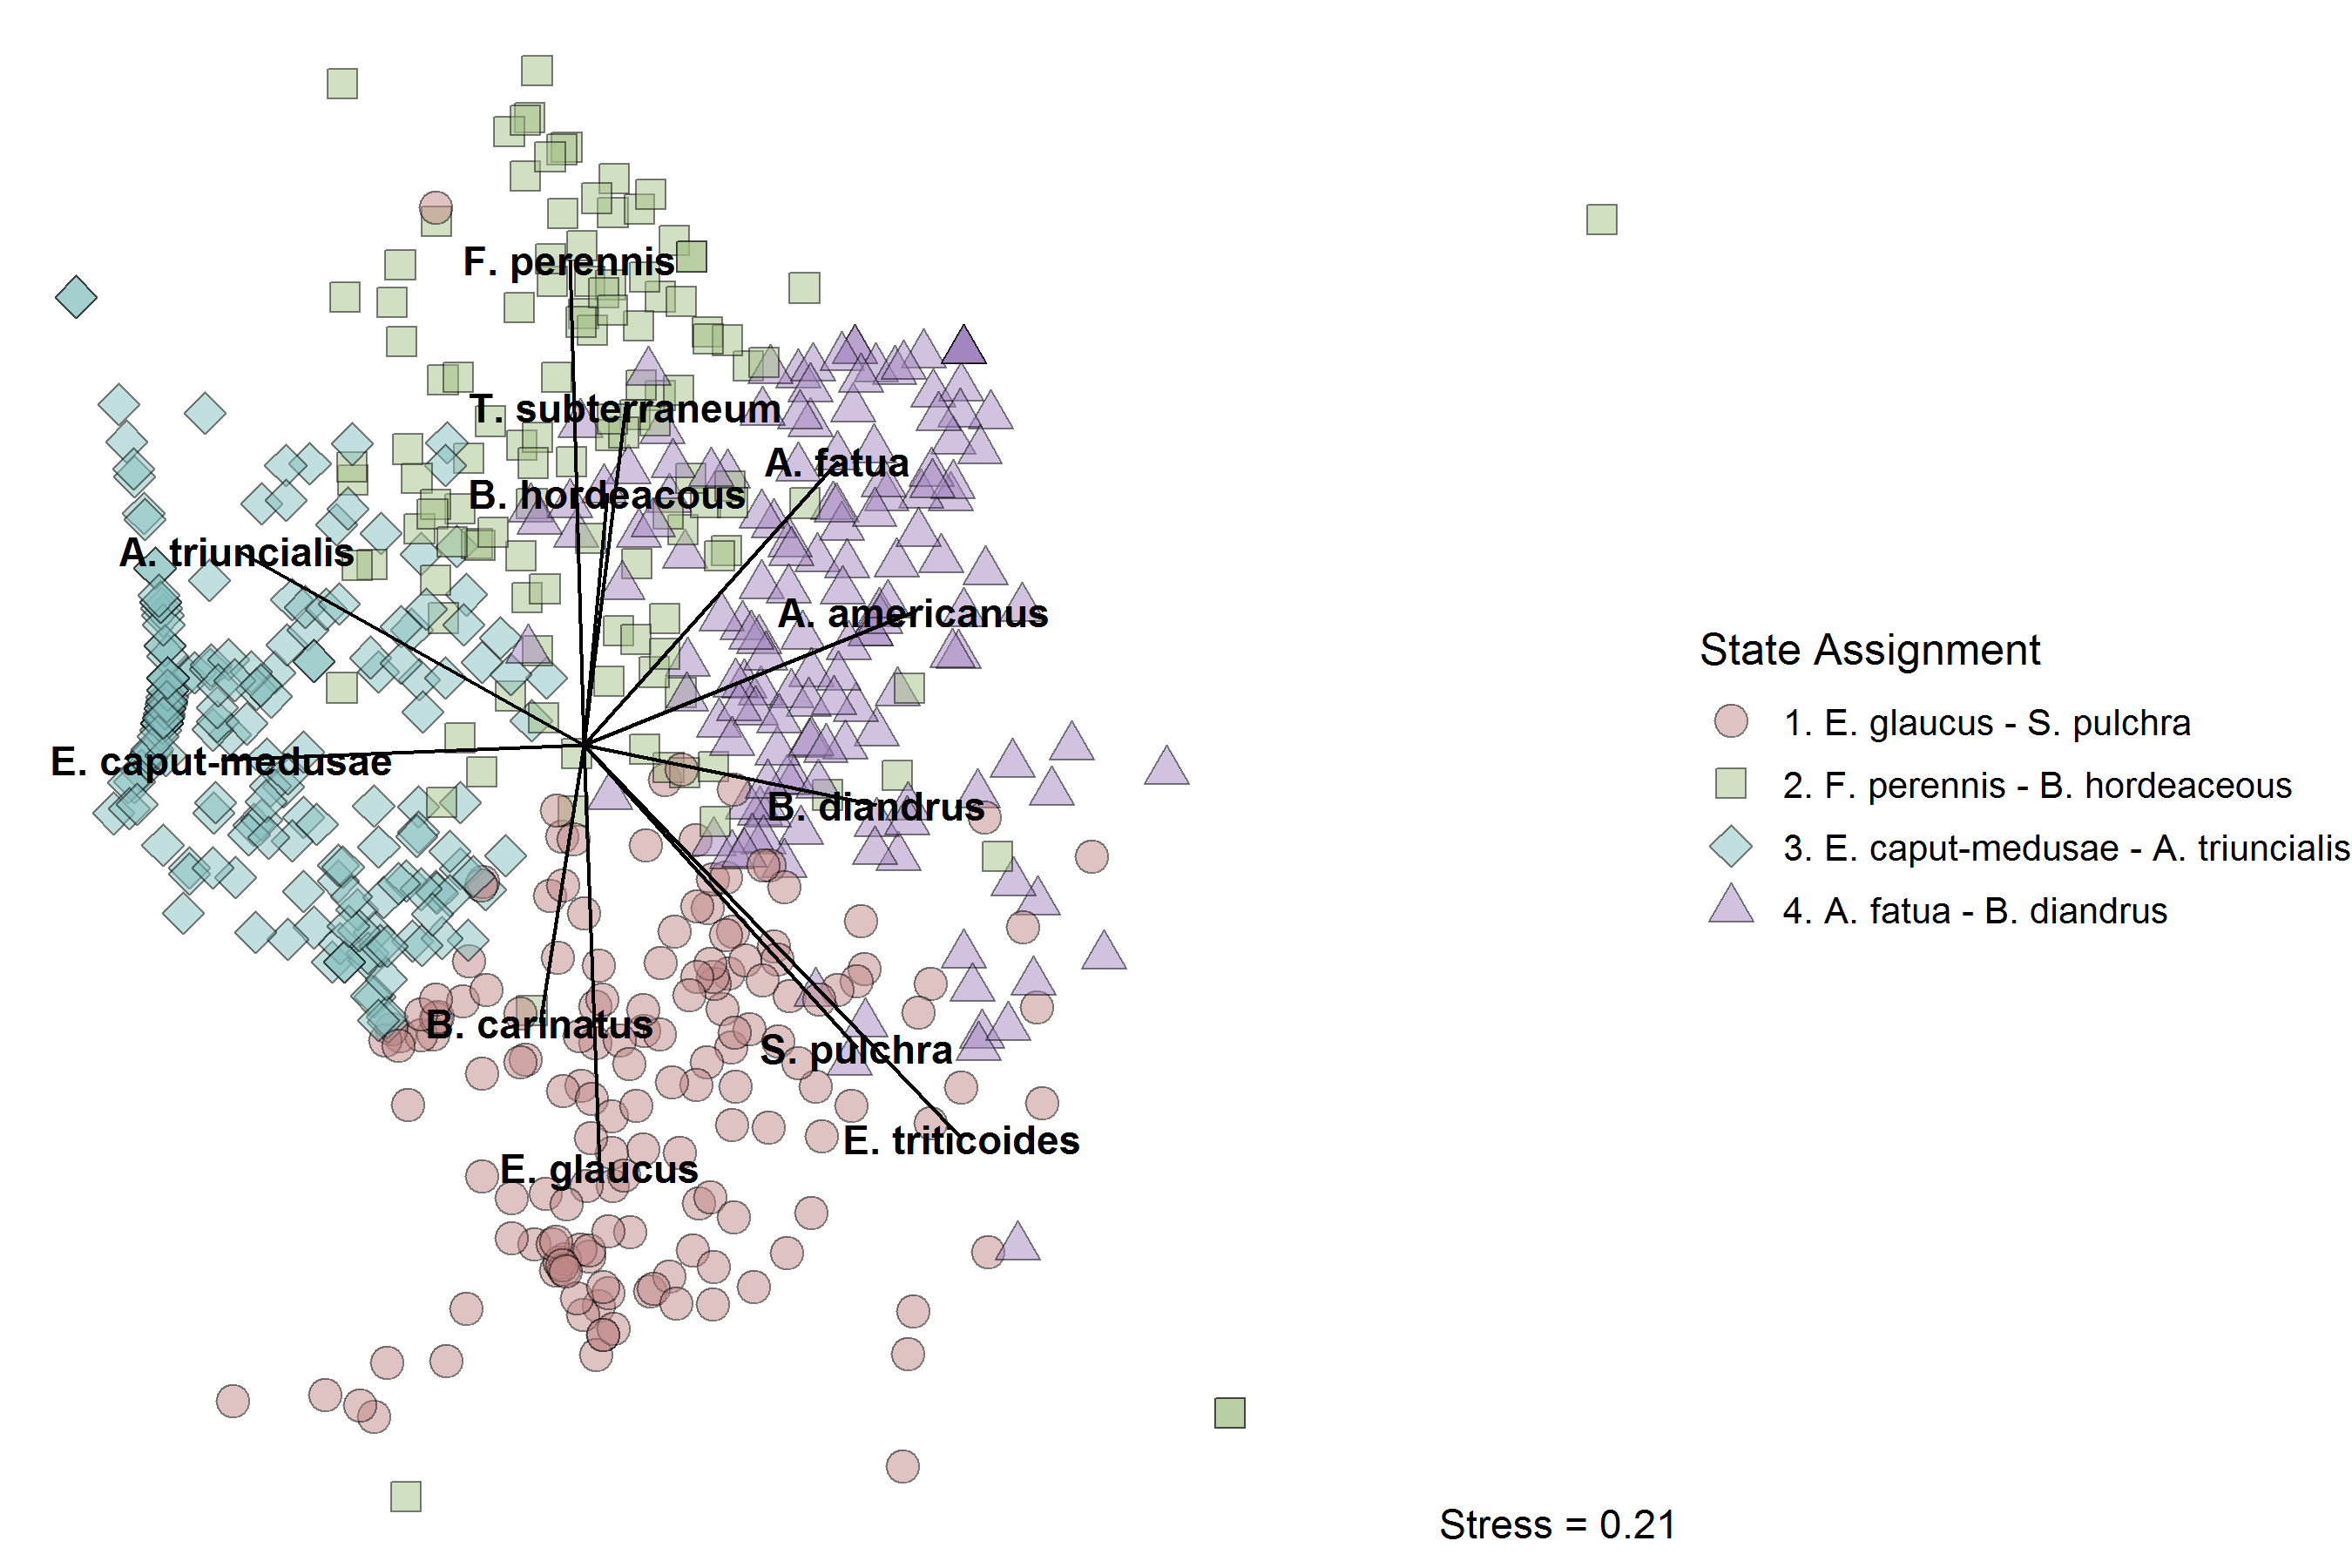 F. perennis
T. subterraneum
A. fatua
B. hordeacous
A. triuncialis
A. americanus
E. caput-medusae
B. diandrus
B. carinatus
S. pulchra
E. triticoides
E. glaucus
State Assignment
1. E. glaucus - S. pulchra
2. F. perennis - B. hordeaceous
3. E. caput-medusae - A. triuncialis
4. A. fatua - B. diandrus
Stress = 0.21